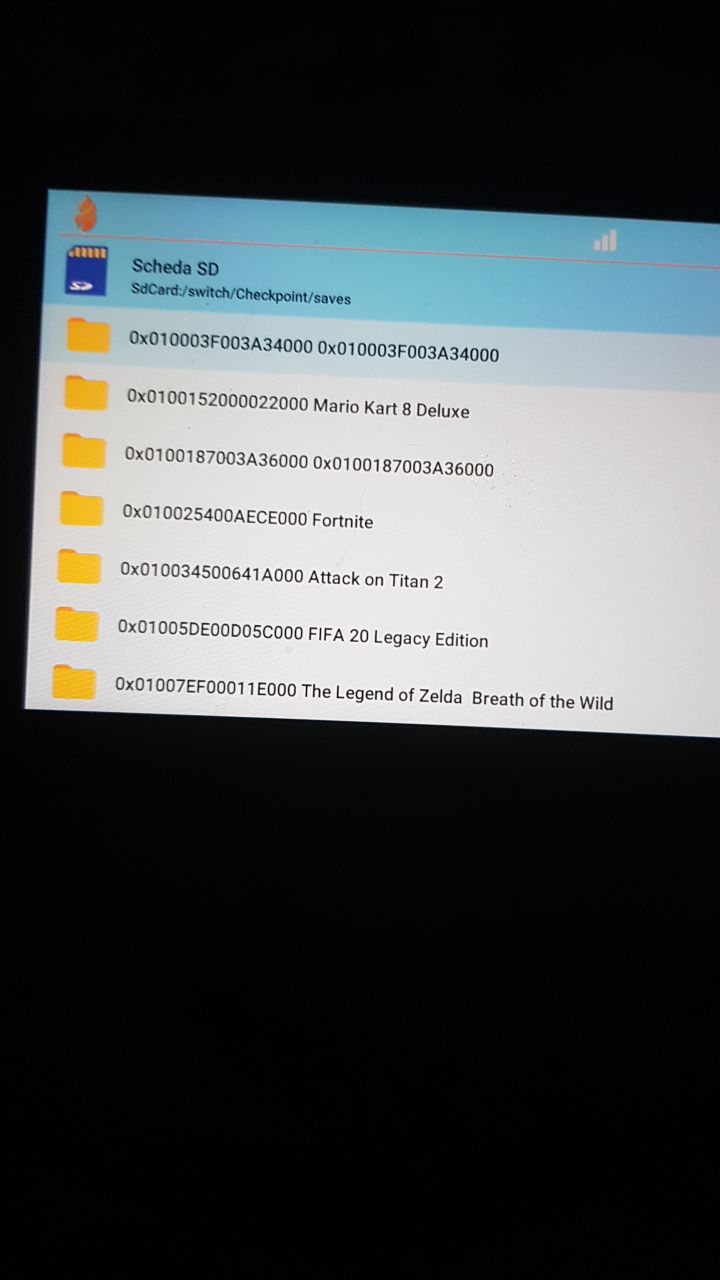 Scheda SD
SdCard:/switch/Checkpoint/saves
0x010003F003A34000 0x010003F003A34000
0x0100152000022000 Mario Kart 8 Deluxe
0x0100187003A36000 0x0100187003A36000
0x010025400AECE000 Fortnite
0x010034500641A000 Attack on Titan 2
0x01005DE00D05C000 FIFA 20 Legacy Edition
0x01007EF00011E000 The Legend of Zelda  Breath of the Wild